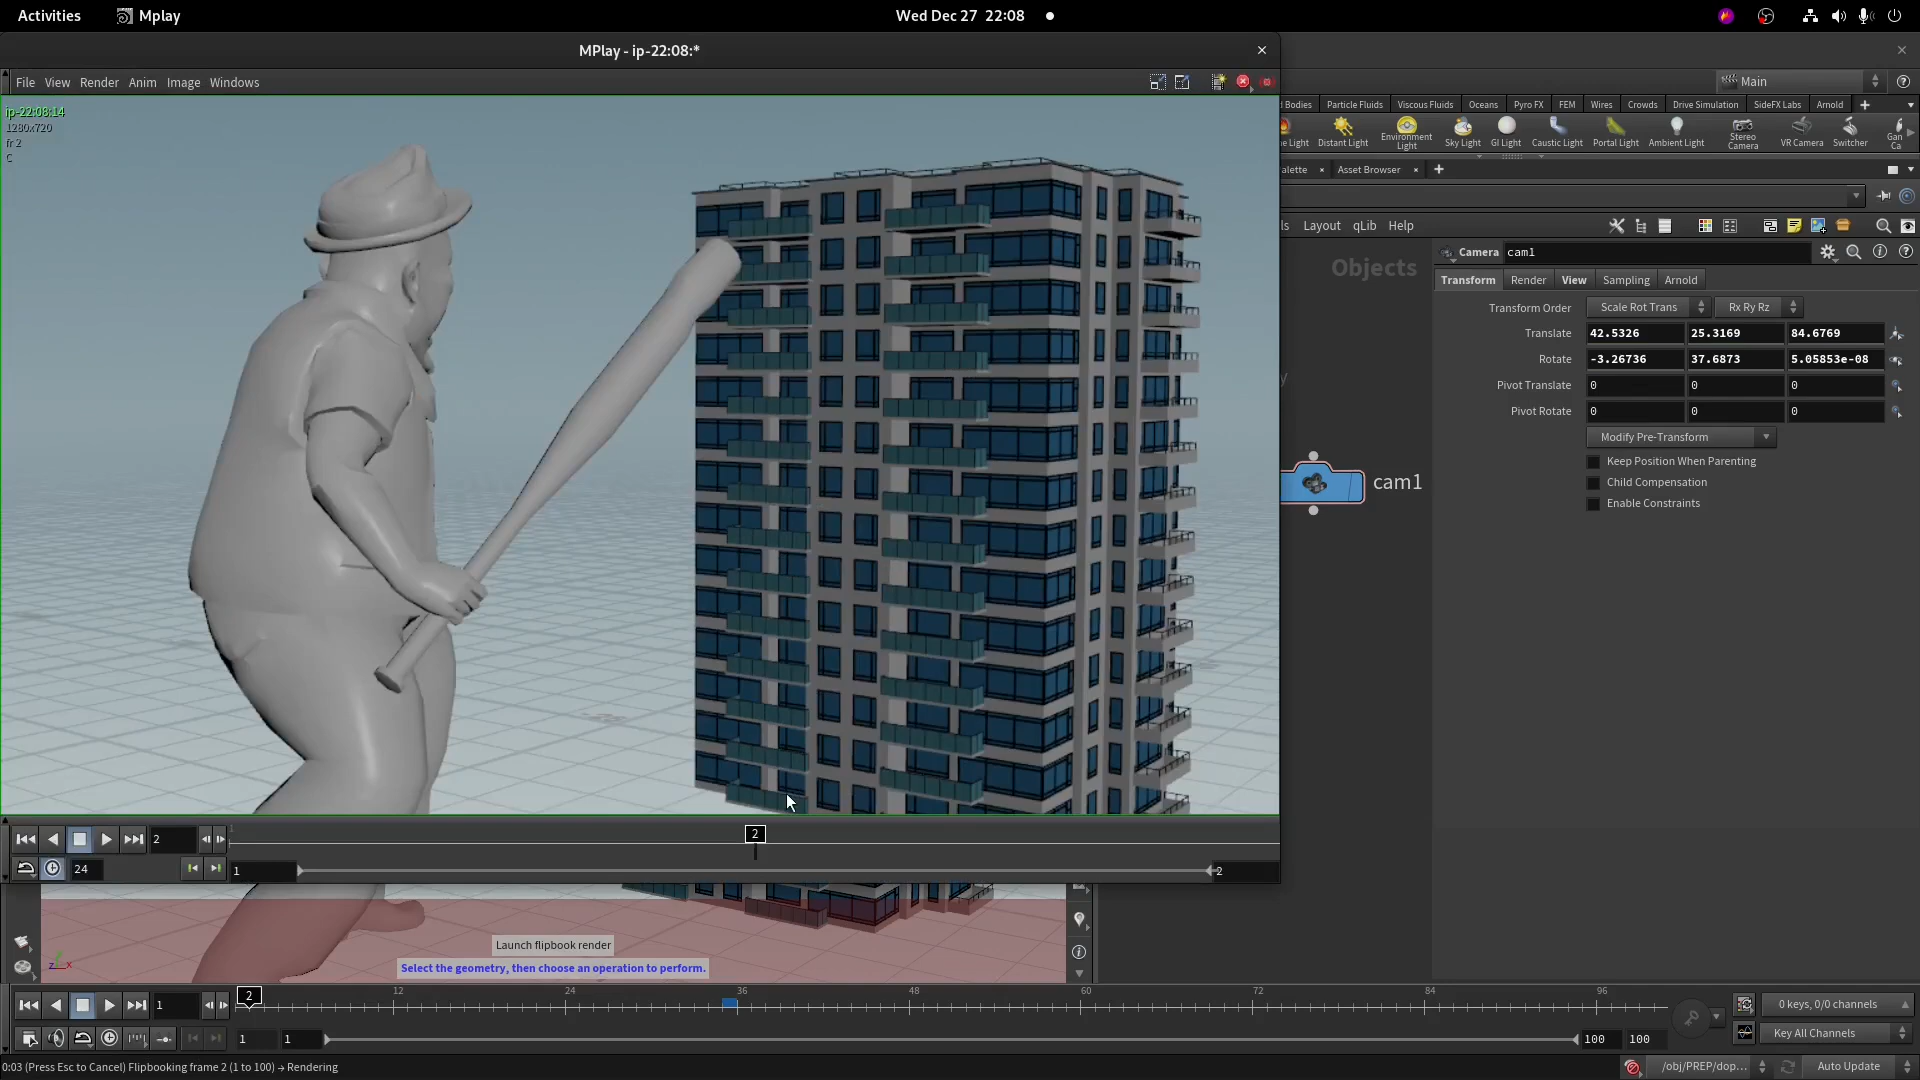 Activities
Mplay
Wed Dec 27 22:08
MPlay - ip-22:08:*
File View Render Anim Image Windows
Main
ip-22:08:14
1280x720
fr 2
C
d Bodies Particle Fluids Viscous Fluids Oceans Pyro FX FEM Wires Crowds Drive Simulation SideFX Labs Arnold
ne Light Distant Light Environment Light Sky Light GI Light Caustic Light Portal Light Ambient Light Stereo Camera VR Camera Switcher Gan Ca
alette Asset Browser
ls Layout qLib Help
Objects
Camera cam1
Transform Render View Sampling Arnold
Transform Order Scale Rot Trans Rx Ry Rz
Translate 42.5326 25.3169 84.6769
Rotate -3.26736 37.6873 5.05853e-08
Pivot Translate 0 0 0
Pivot Rotate 0 0 0
Modify Pre-Transform
Keep Position When Parenting
Child Compensation
Enable Constraints
y
cam1
2 1 2
24 1 2
Launch flipbook render
Select the geometry, then choose an operation to perform.
z x
1 2 12 24 36 48 60 72 84 96
0 keys, 0/0 channels
1 1 100 100
Key All Channels
0:03 (Press Esc to Cancel) Flipbooking frame 2 (1 to 100) → Rendering
/obj/PREP/dop...
Auto Update